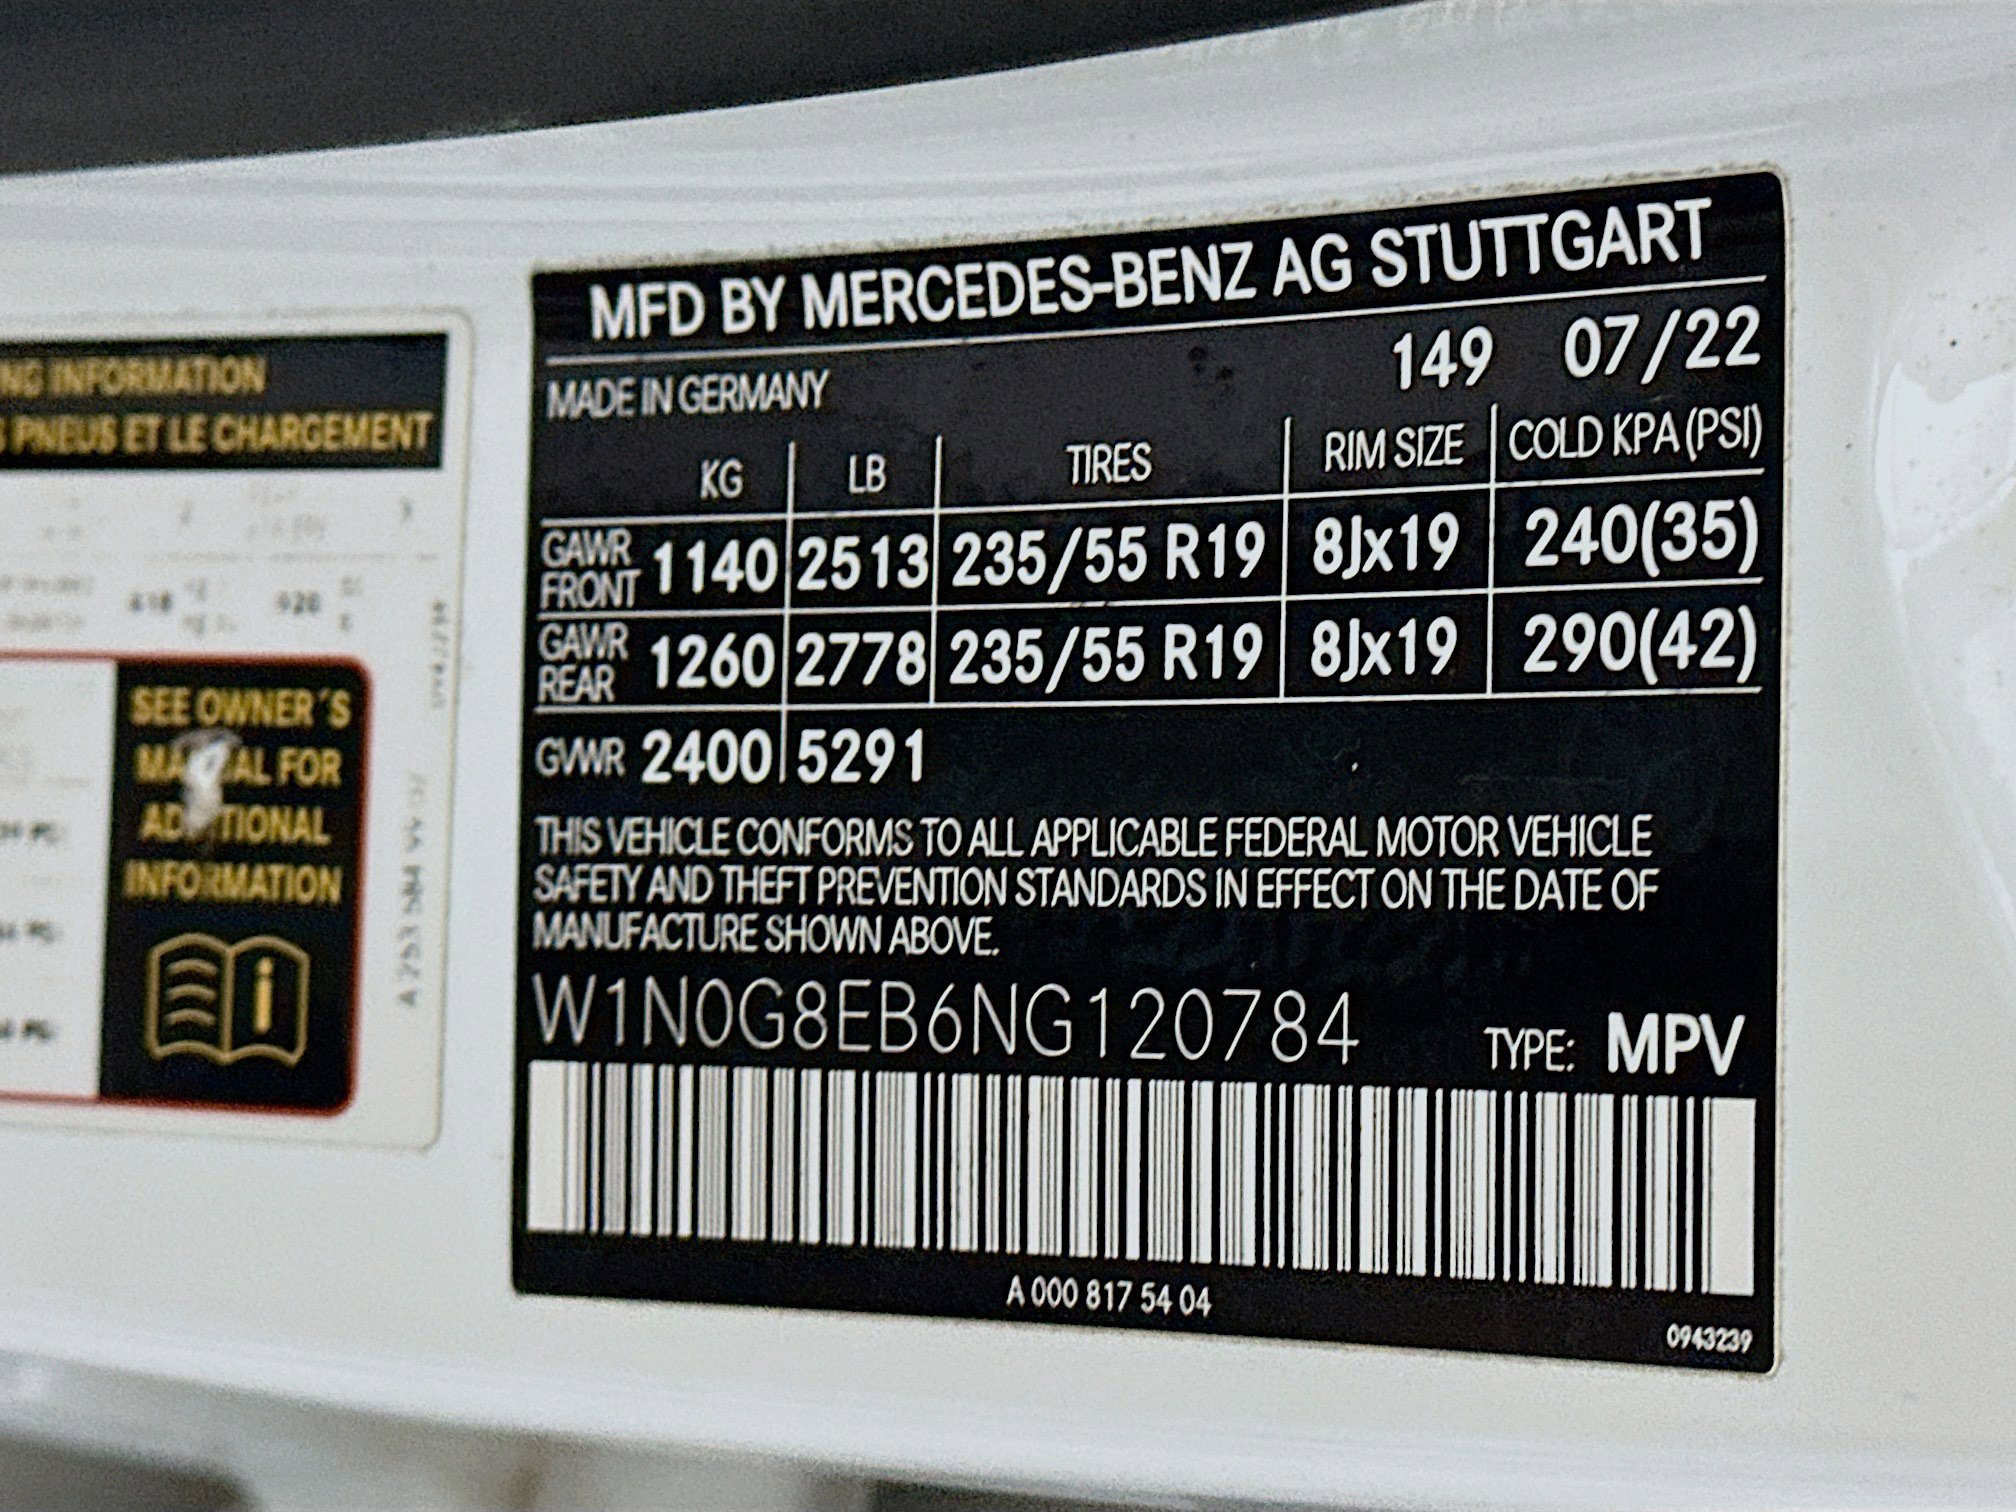 NG INFORMATION
S PNEUS ET LE CHARGEMENT
SEE OWNER´S
MANUAL FOR
ADDITIONAL
INFORMATION
MFD BY MERCEDES-BENZ AG STUTTGART
149 07/22
MADE IN GERMANY
KG LB TIRES RIM SIZE COLD KPA (PSI)
GAWR FRONT 1140 2513 235/55 R19 8Jx19 240(35)
GAWR REAR 1260 2778 235/55 R19 8Jx19 290(42)
GVWR 2400 5291
THIS VEHICLE CONFORMS TO ALL APPLICABLE FEDERAL MOTOR VEHICLE
SAFETY AND THEFT PREVENTION STANDARDS IN EFFECT ON THE DATE OF
MANUFACTURE SHOWN ABOVE.
W1N0G8EB6NG120784 TYPE: MPV
A 000 817 54 04
0943239